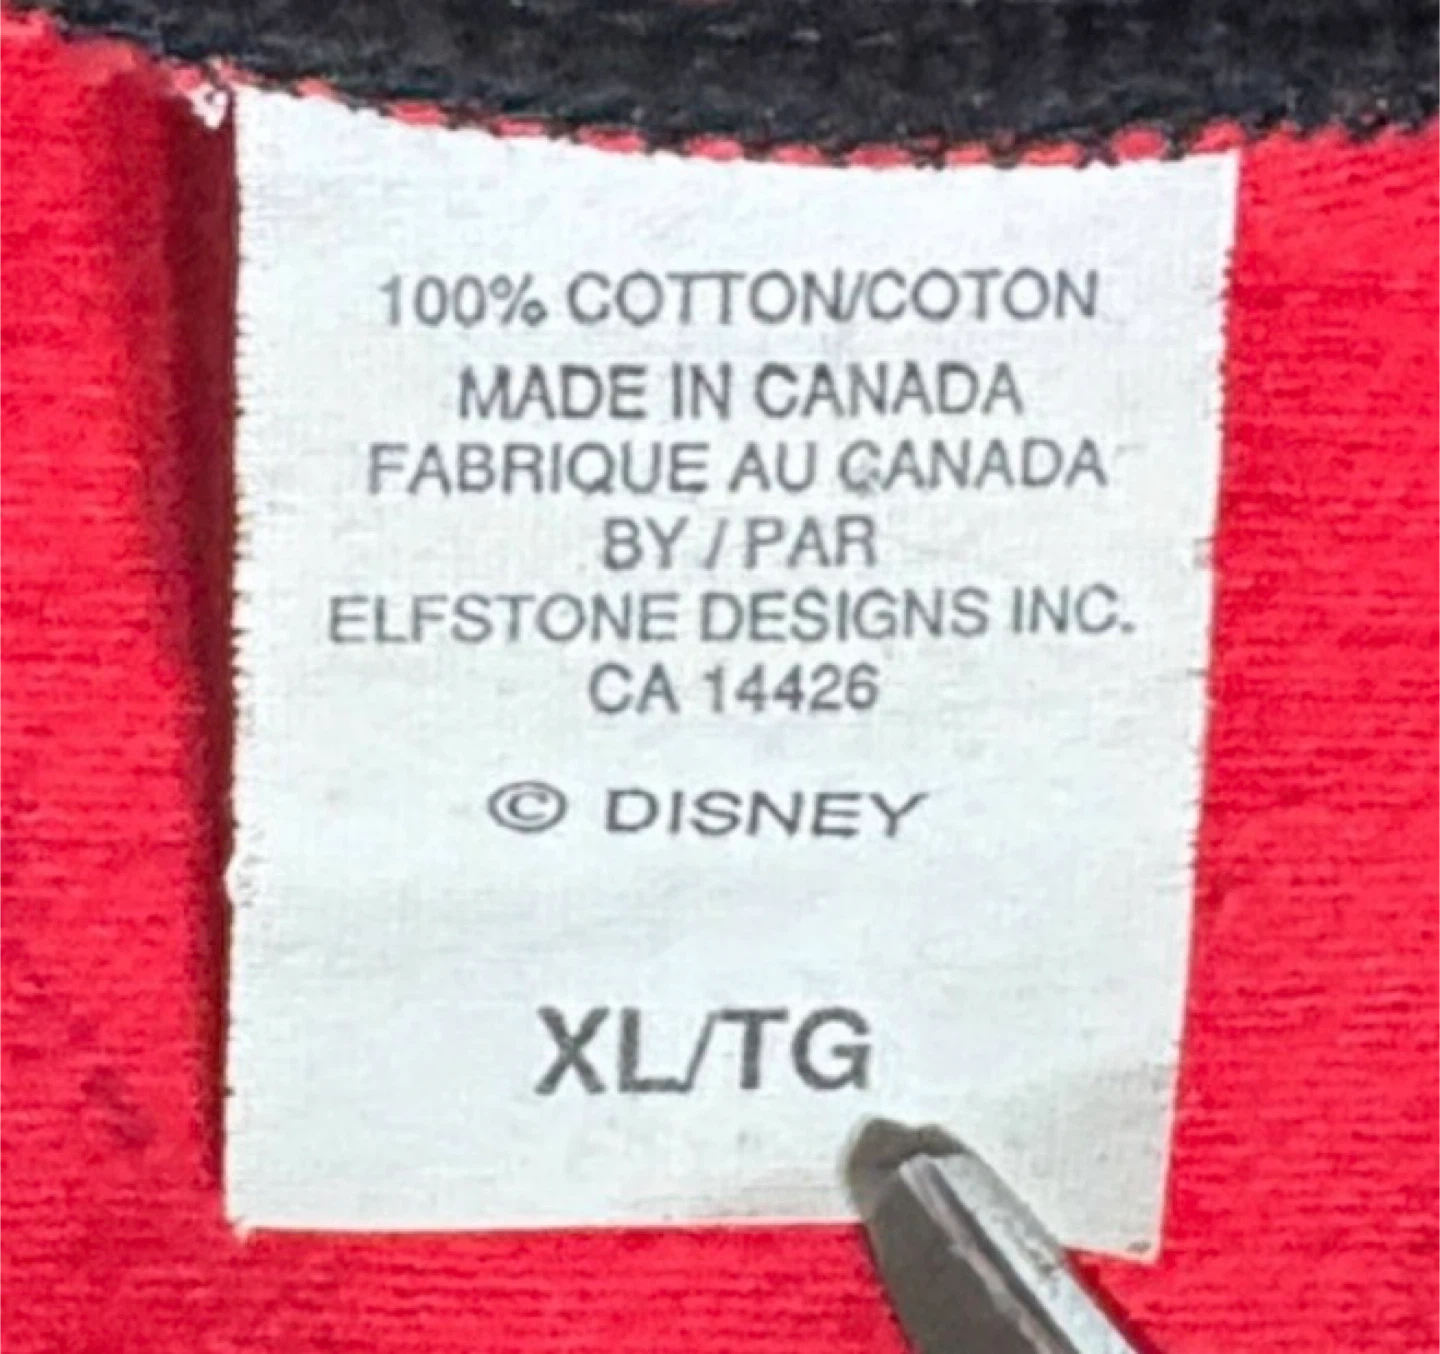 100% COTTON/COTON
MADE IN CANADA
FABRIQUE AU CANADA
BY / PAR
ELFSTONE DESIGNS INC.
CA 14426
© DISNEY
XL/TG